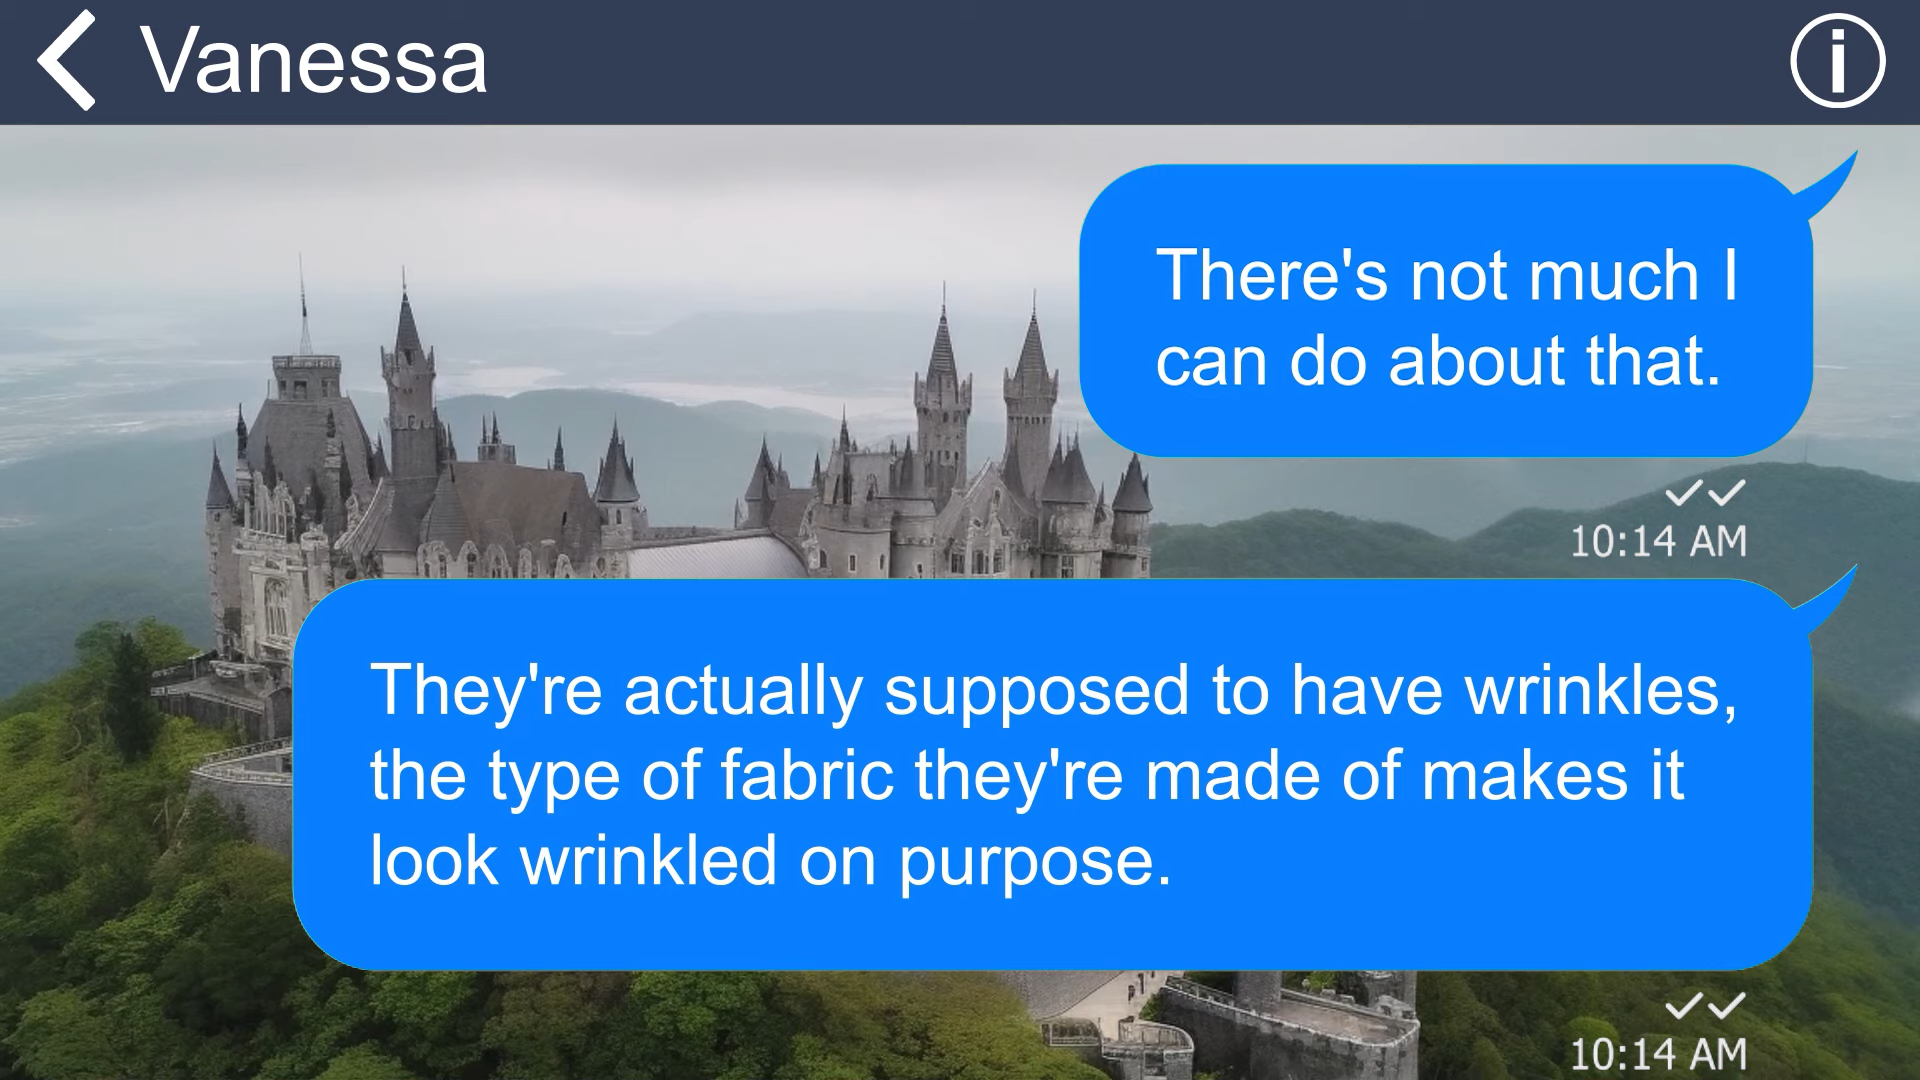 Vanessa
There's not much I
can do about that.
10:14 AM
They're actually supposed to have wrinkles,
the type of fabric they're made of makes it
look wrinkled on purpose.
10:14 AM